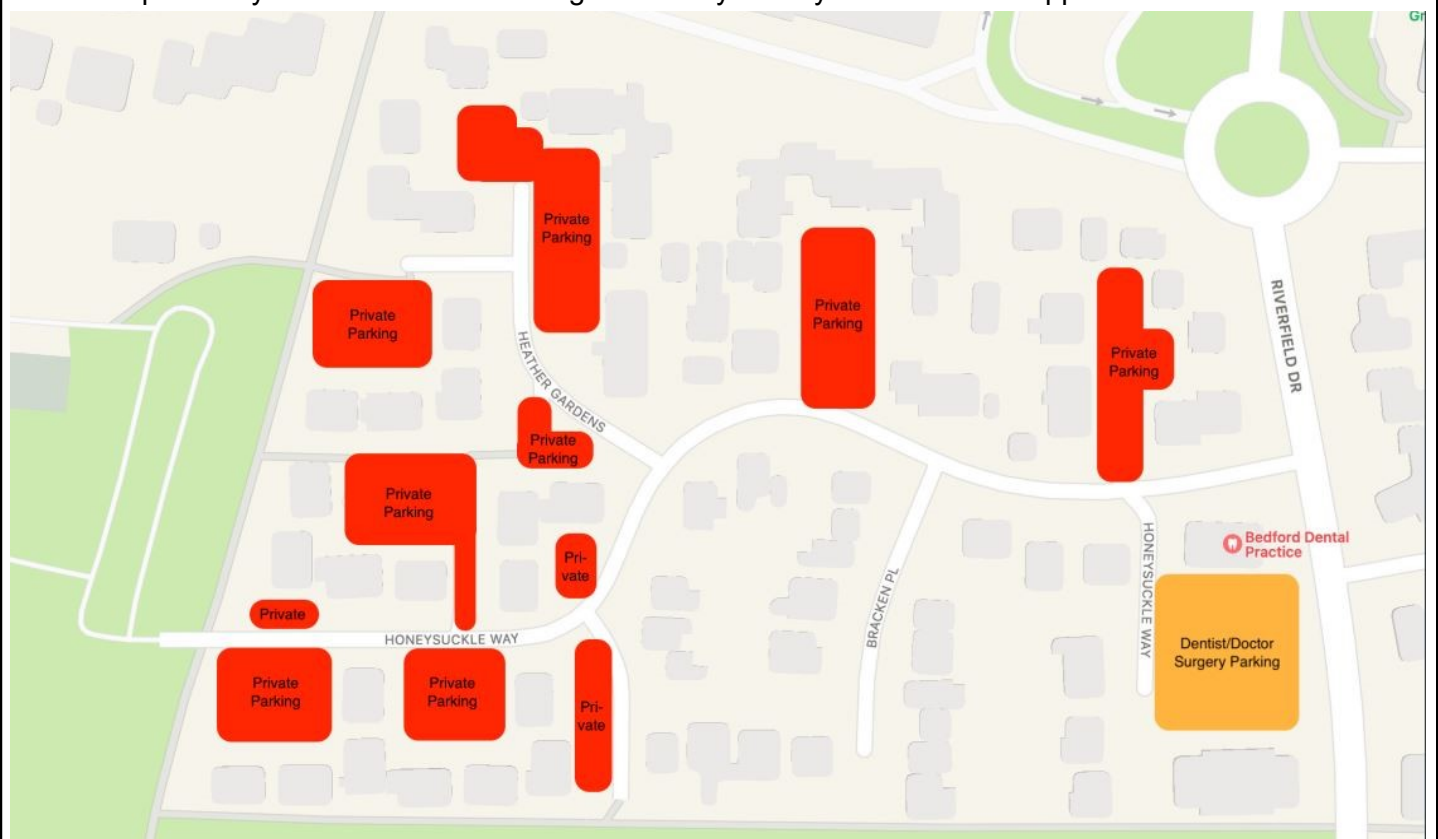 Gr
Private
Parking
Private
Parking
Private
Parking
Private
Parking
HEATHER GARDENS
RIVERFIELD DR
Private
Parking
Private
Parking
Pri-
vate
Private
HONEYSUCKLE WAY
BRACKEN PL
HONEYSUCKLE WAY
Bedford Dental
Practice
Dentist/Doctor
Surgery Parking
Private
Parking
Private
Parking
Pri-
vate